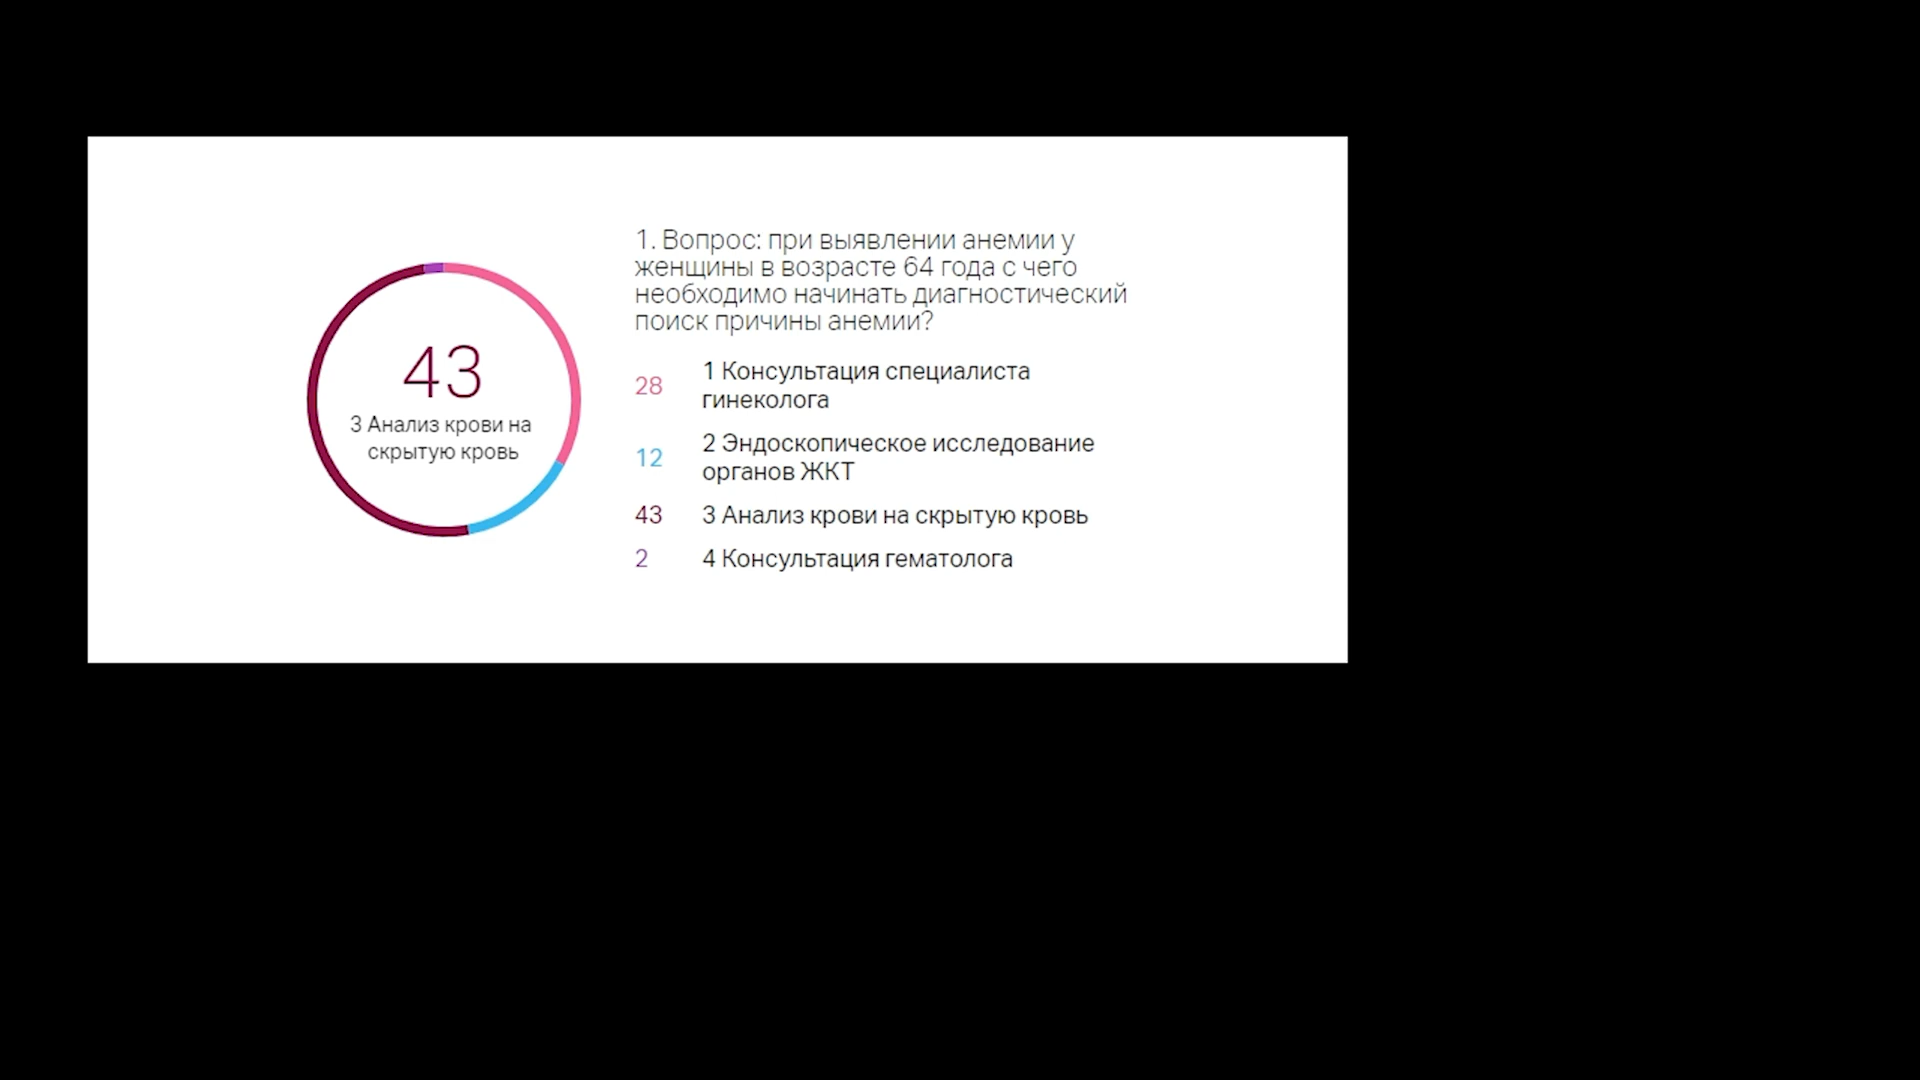 43
3 Анализ крови на
скрытую кровь
1. Вопрос: при выявлении анемии у
женщины в возрасте 64 года с чего
необходимо начинать диагностический
поиск причины анемии?
28
1 Консультация специалиста
гинеколога
12
2 Эндоскопическое исследование
органов ЖКТ
43
3 Анализ крови на скрытую кровь
2
4 Консультация гематолога